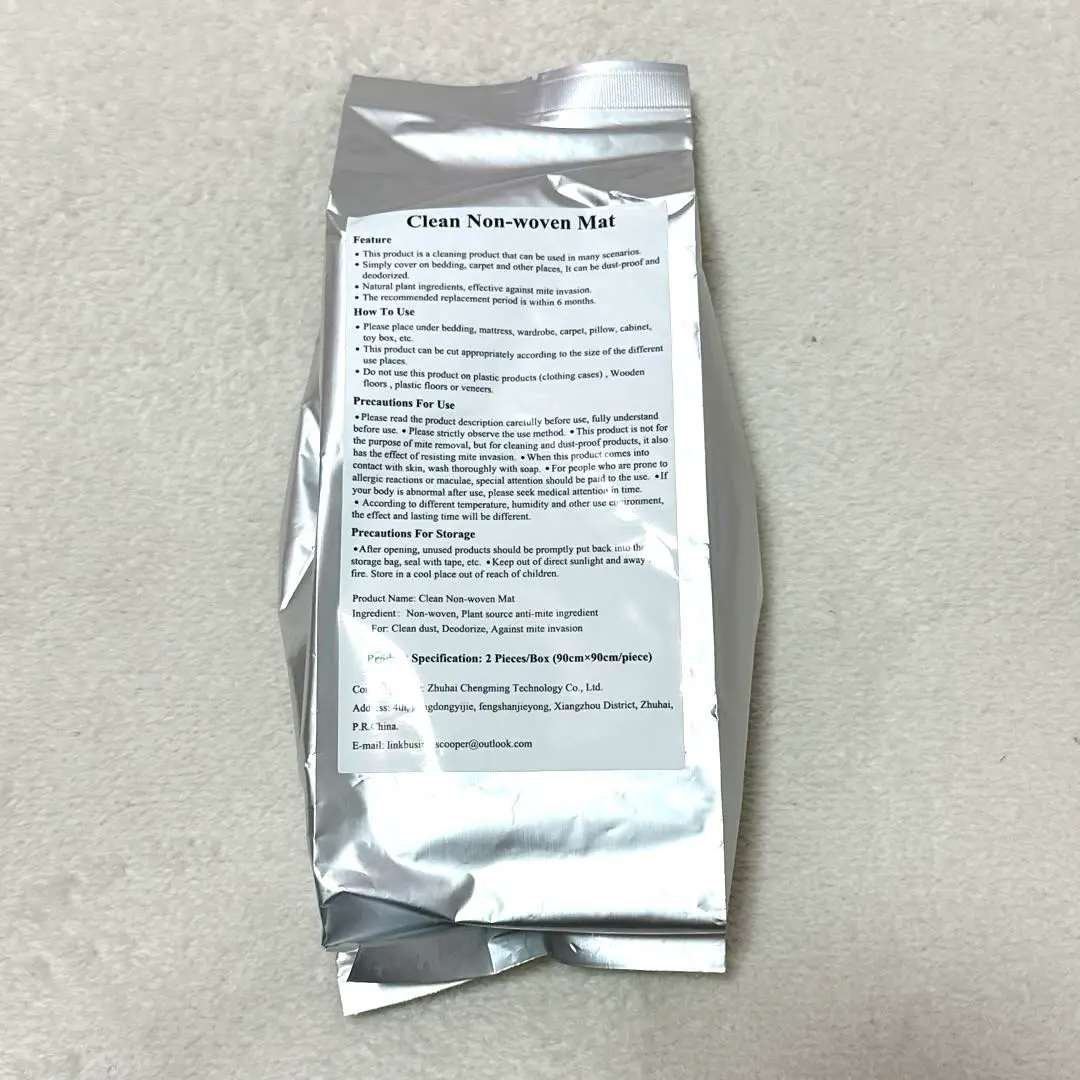 Clean Non-woven Mat
Feature
• This product is a cleaning product that can be used in many scenarios.
• Simply cover on bedding, carpet and other places, It can be dust-proof and
deodorized.
• Natural plant ingredients, effective against mite invasion.
• The recommended replacement period is within 6 months.
How To Use
• Please place under bedding, mattress, wardrobe, carpet, pillow, cabinet,
toy box, etc.
• This product can be cut appropriately according to the size of the different
use places.
• Do not use this product on plastic products (clothing cases) , Wooden
floors , plastic floors or veneers.
Precautions For Use
• Please read the product description carefully before use, fully understand
before use. • Please strictly observe the use method. • This product is not for
the purpose of mite removal, but for cleaning and dust-proof products, it also
has the effect of resisting mite invasion. • When this product comes into
contact with skin, wash thoroughly with soap. • For people who are prone to
allergic reactions or maculae, special attention should be paid to the use. •If
your body is abnormal after use, please seek medical attention in time.
• According to different temperature, humidity and other use environment,
the effect and lasting time will be different.
Precautions For Storage
•After opening, unused products should be promptly put back into the
storage bag, seal with tape, etc. •Keep out of direct sunlight and away
fire. Store in a cool place out of reach of children.
Product Name: Clean Non-woven Mat
Ingredient: Non-woven, Plant source anti-mite ingredient
For: Clean dust, Deodorize, Against mite invasion
Specification: 2 Pieces/Box (90cm×90cm/piece)
: Zhuhai Chengming Technology Co., Ltd.
fengshanjieyong, Xiangzhou District, Zhuhai,
P.R.China.
E-mail: